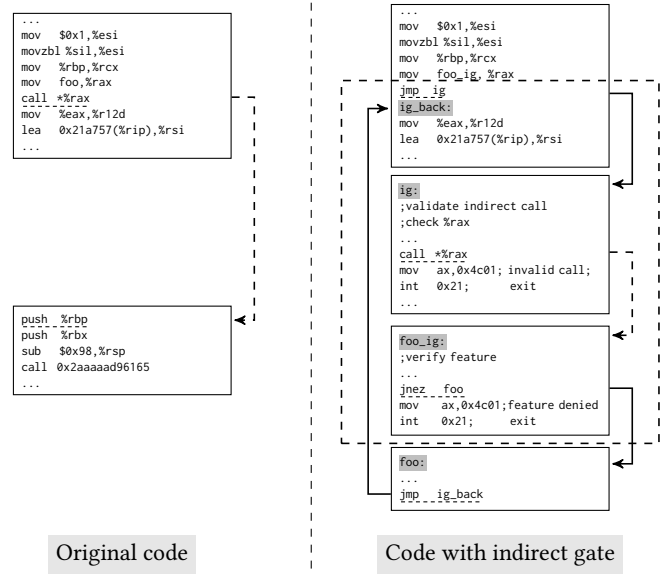 ...
mov $0x1,%esi
movzbl %sil,%esi
mov %rbp,%rcx
mov foo,%rax
call *%rax
mov %eax,%r12d
lea 0x21a757(%rip),%rsi
...
push %rbp
push %rbx
sub $0x98,%rsp
call 0x2aaaaad96165
...
Original code
...
mov $0x1,%esi
movzbl %sil,%esi
mov %rbp,%rcx
mov foo_ig, %rax
jmp ig
ig_back:
mov %eax,%r12d
lea 0x21a757(%rip),%rsi
...
ig:
;validate indirect call
;check %rax
...
call *%rax
mov ax,0x4c01; invalid call;
int 0x21; exit
...
foo_ig:
;verify feature
...
jnez foo
mov ax,0x4c01;feature denied
int 0x21; exit
foo:
...
jmp ig_back
Code with indirect gate